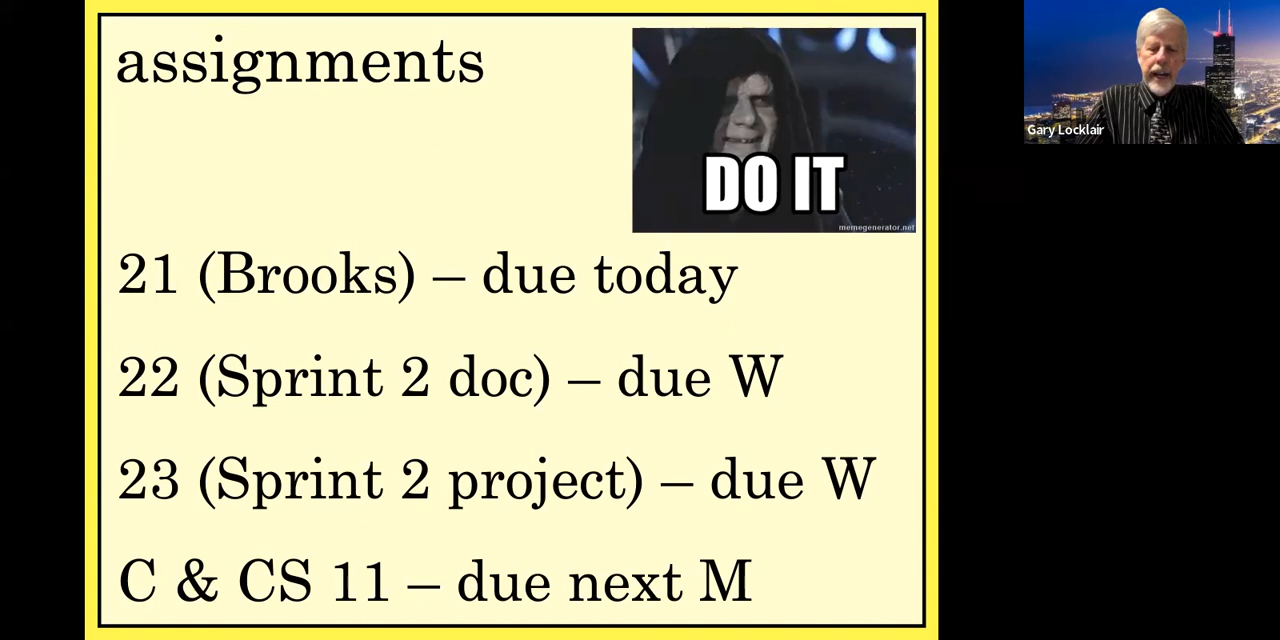 assignments
DO IT
memegenerator.net
Gary Locklair
21 (Brooks) – due today
22 (Sprint 2 doc) – due W
23 (Sprint 2 project) – due W
C & CS 11 – due next M